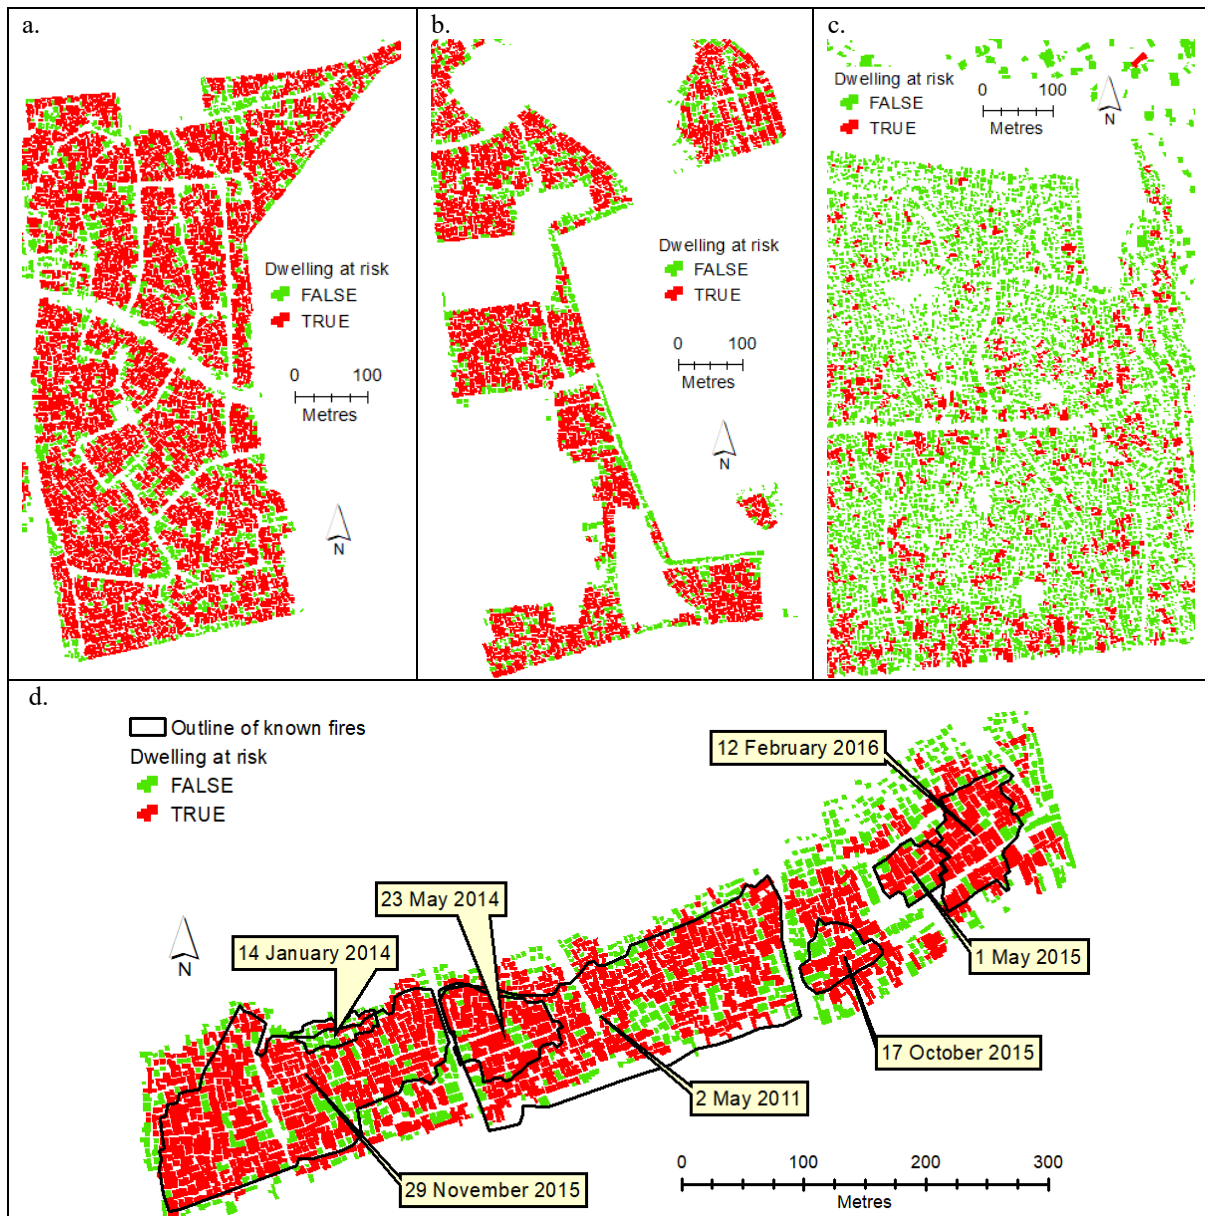 a.
Dwelling at risk
FALSE
TRUE
0 100
Metres
N
b.
Dwelling at risk
FALSE
TRUE
0 100
Metres
N
c.
Dwelling at risk
FALSE
TRUE
0 100
Metres
N
d.
Outline of known fires
Dwelling at risk
FALSE
TRUE
12 February 2016
23 May 2014
14 January 2014
N
1 May 2015
17 October 2015
2 May 2011
29 November 2015
0 100 200 300
Metres